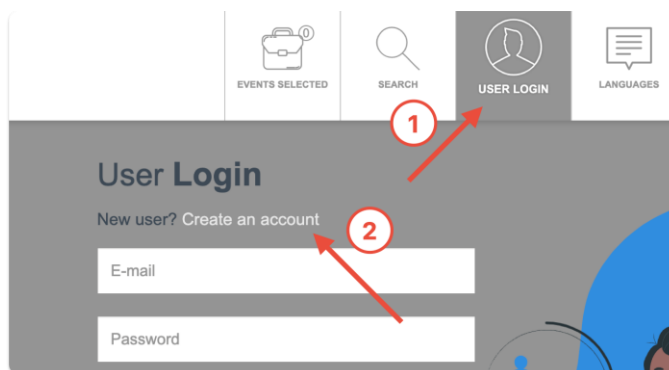 0
EVENTS SELECTED
SEARCH
USER LOGIN
LANGUAGES
1
User Login
New user? Create an account
2
E-mail
Password